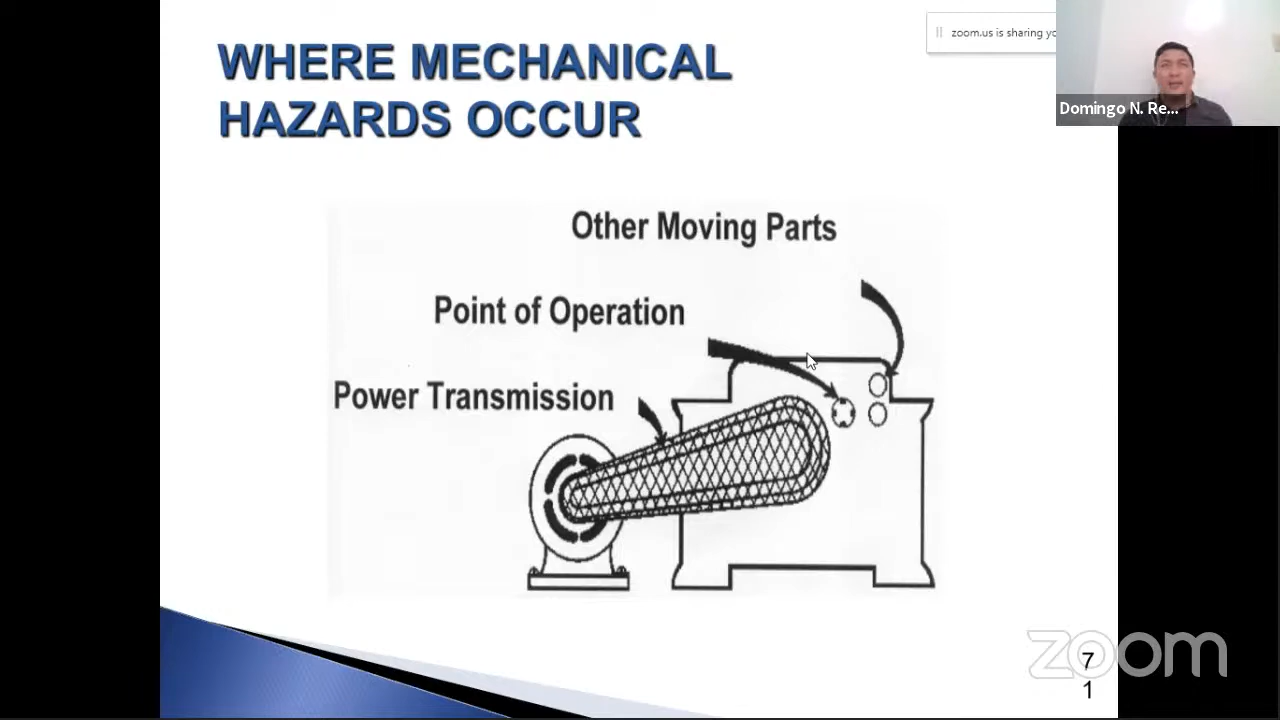 WHERE MECHANICAL
HAZARDS OCCUR
zoom.us is sharing yo
Domingo N. Re...
Other Moving Parts
Point of Operation
Power Transmission
zoom
7
1